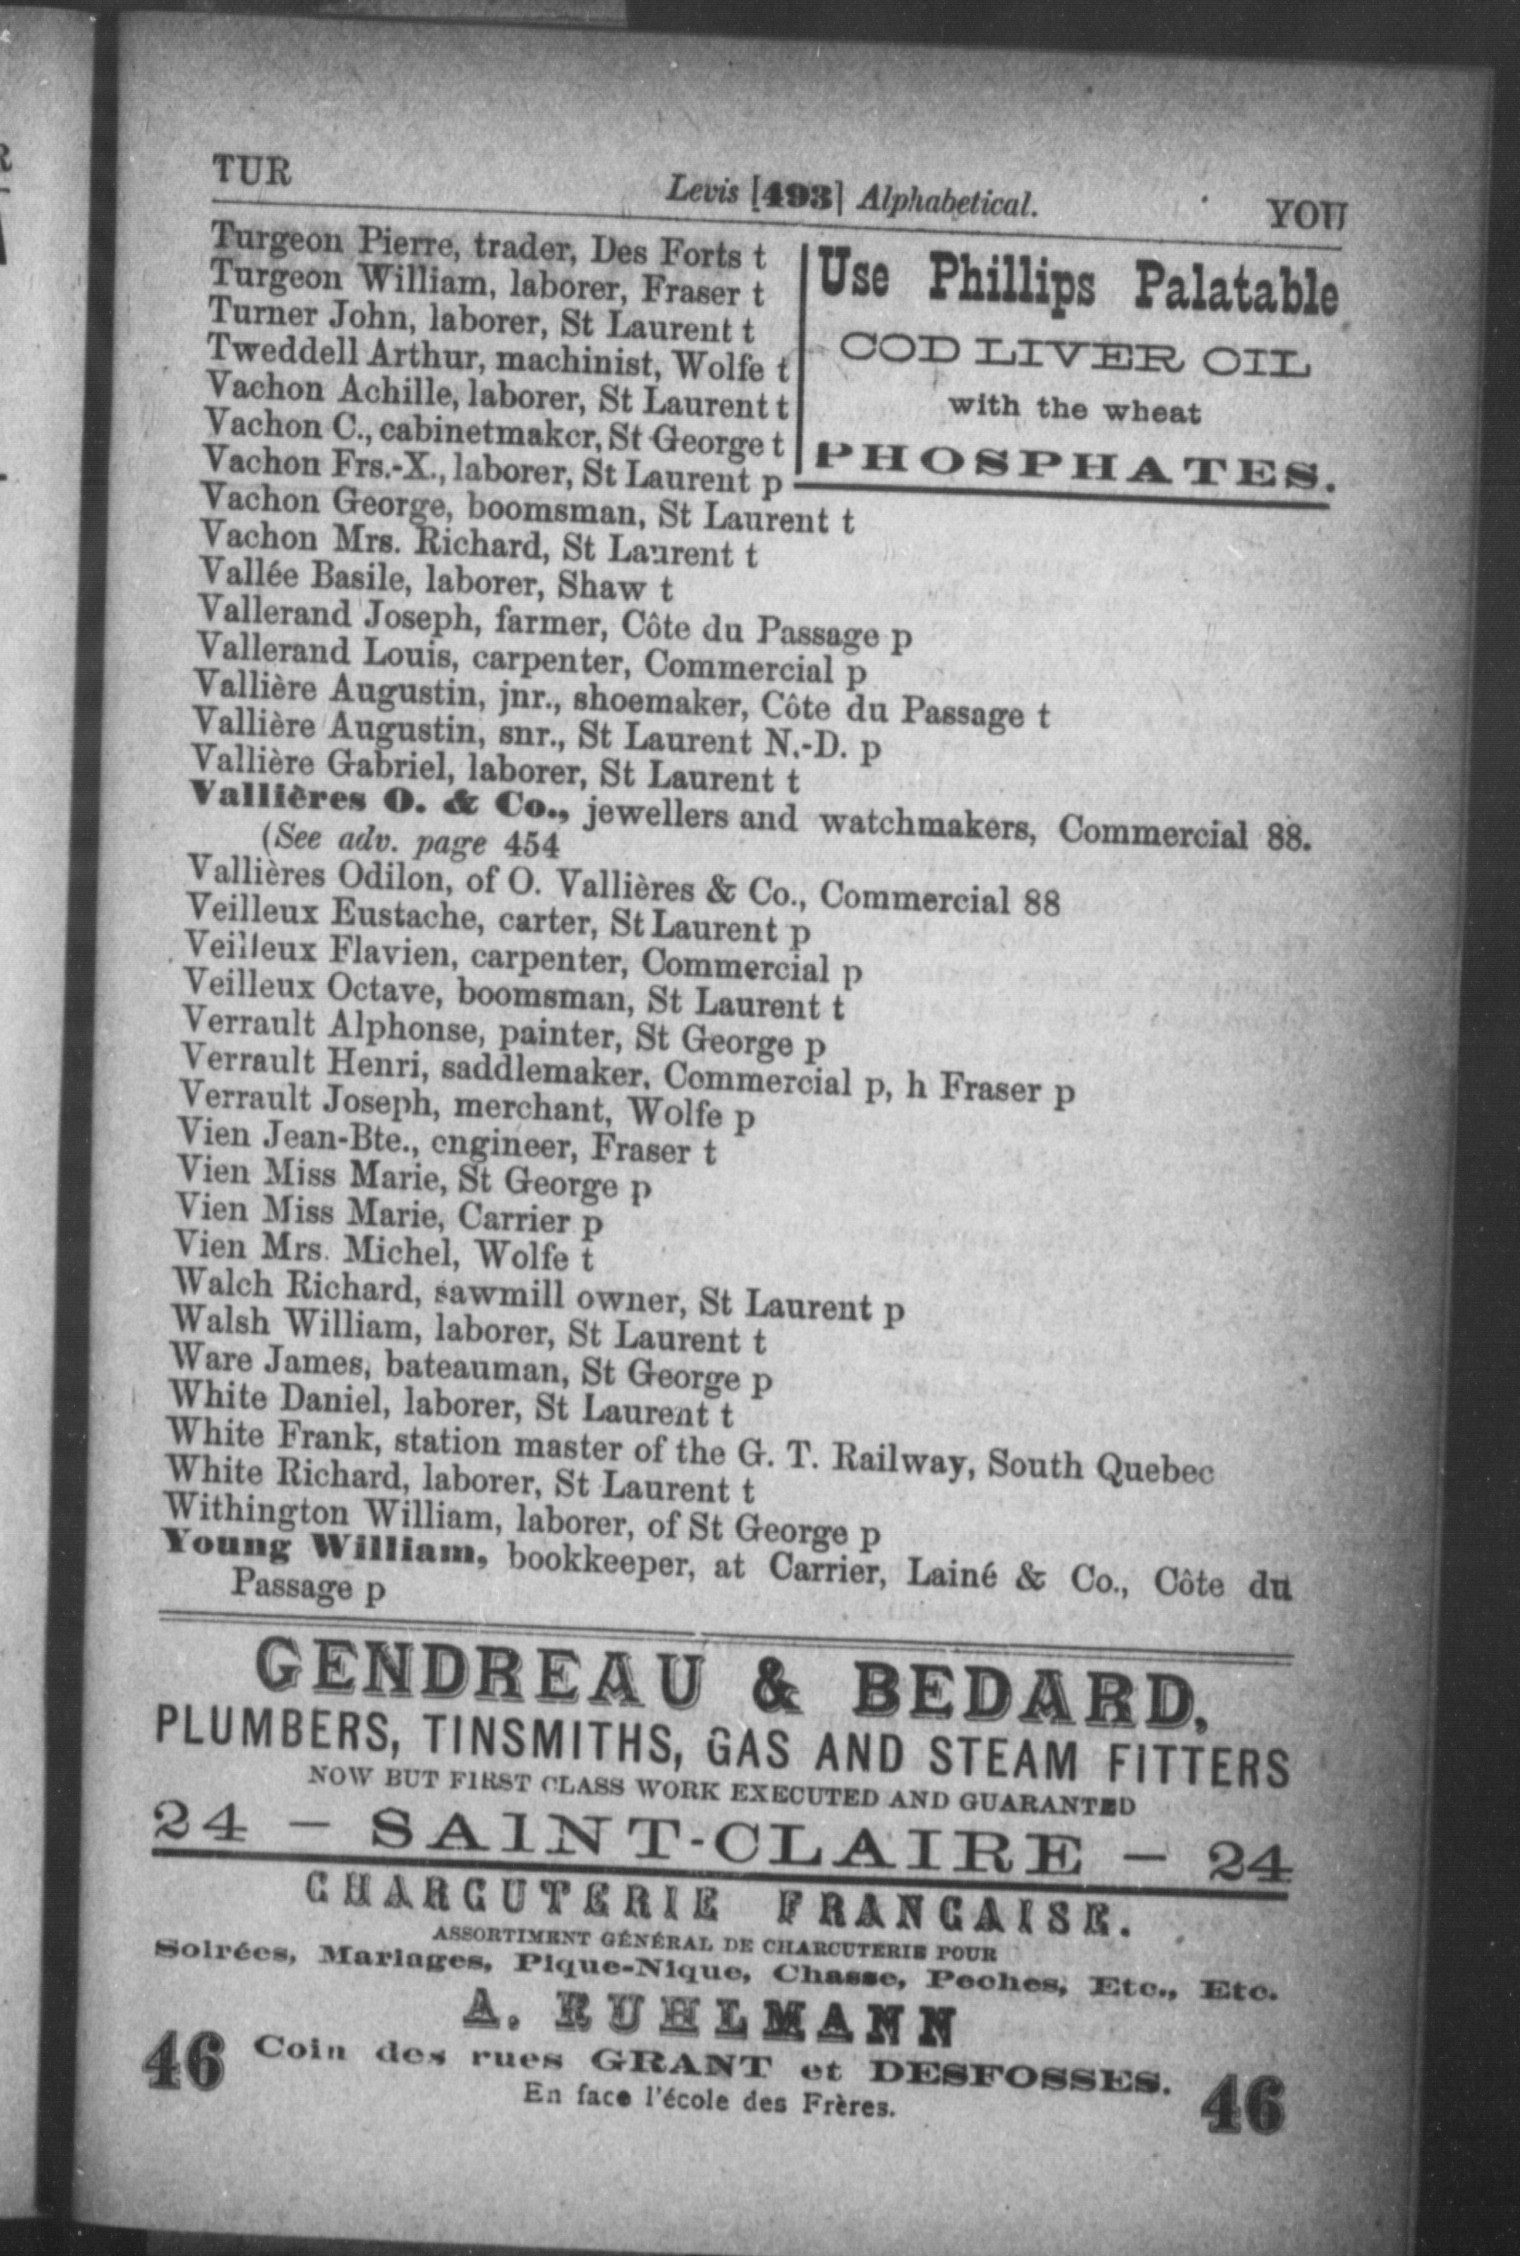 TUR
Levis [493] Alphabetical.
YOU
Turgeon Pierre, trader, Des Forts t
Turgeon William, laborer, Fraser t
Turner John, laborer, St Laurent t
Tweddell Arthur, machinist, Wolfe t
Vachon Achille, laborer, St Laurent t
Vachon C., cabinetmaker, St George t
Vachon Frs.-X., laborer, St Laurent p
Use Phillips Palatable
COD LIVER OIL
with the wheat
PHOSPHATES.
Vachon George, boomsman, St Laurent t
Vachon Mrs. Richard, St Laurent t
Vallée Basile, laborer, Shaw t
Vallerand Joseph, farmer, Côte du Passage p
Vallerand Louis, carpenter, Commercial p
Vallière Augustin, jnr., shoemaker, Côte du Passage t
Vallière Augustin, snr., St Laurent N.-D. p
Vallière Gabriel, laborer, St Laurent t
Vallières O. & Co., jewellers and watchmakers, Commercial 88.
(See adv. page 454
Vallières Odilon, of O. Vallières & Co., Commercial 88
Veilleux Eustache, carter, St Laurent p
Veilleux Flavien, carpenter, Commercial p
Veilleux Octave, boomsman, St Laurent t
Verrault Alphonse, painter, St George p
Verrault Henri, saddlemaker, Commercial p, h Fraser p
Verrault Joseph, merchant, Wolfe p
Vien Jean-Bte., engineer, Fraser t
Vien Miss Marie, St George p
Vien Miss Marie, Carrier p
Vien Mrs. Michel, Wolfe t
Walch Richard, sawmill owner, St Laurent p
Walsh William, laborer, St Laurent t
Ware James, bateauman, St George p
White Daniel, laborer, St Laurent t
White Frank, station master of the G. T. Railway, South Quebec
White Richard, laborer, St Laurent t
Withington William, laborer, of St George p
Young William, bookkeeper, at Carrier, Lainé & Co., Côte du
Passage p
GENDREAU & BEDARD,
PLUMBERS, TINSMITHS, GAS AND STEAM FITTERS
NOW BUT FIRST CLASS WORK EXECUTED AND GUARANTED
24 – SAINT-CLAIRE – 24
CHARCUTERIE FRANCAISE.
ASSORTIMENT GÉNÉRAL DE CHARCUTERIE POUR
Soirées, Mariages, Pique-Nique, Chasse, Peches, Etc., Etc.
A. RUHLMANN
46 Coin des rues GRANT et DESFOSSES. 46
En face l'école des Frères.